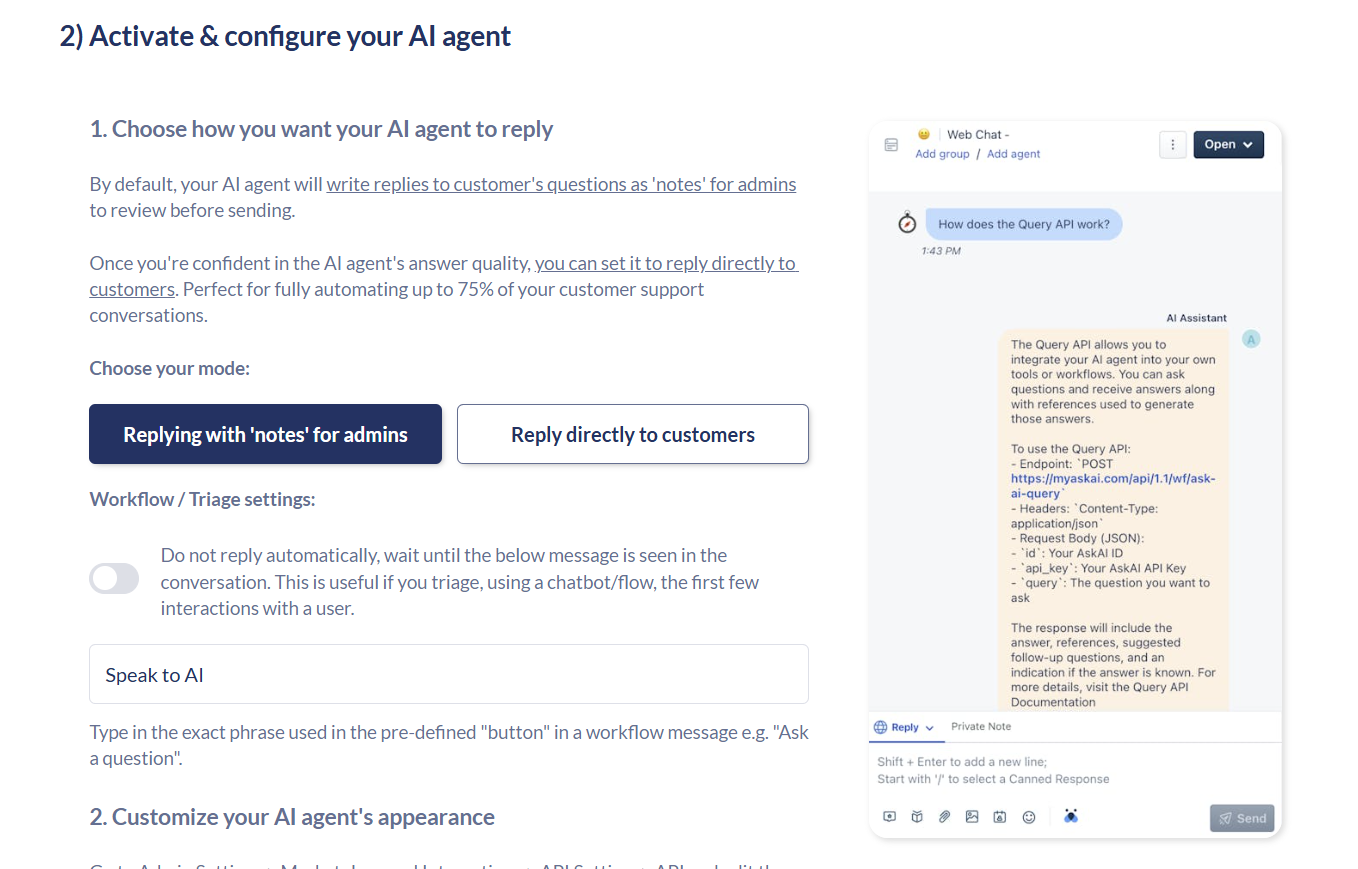 2) Activate & configure your AI agent
1. Choose how you want your AI agent to reply
By default, your AI agent will write replies to customer's questions as 'notes' for admins
to review before sending.
Once you're confident in the AI agent's answer quality, you can set it to reply directly to
customers. Perfect for fully automating up to 75% of your customer support
conversations.
Choose your mode:
Replying with 'notes' for admins
Reply directly to customers
Workflow / Triage settings:
Do not reply automatically, wait until the below message is seen in the
conversation. This is useful if you triage, using a chatbot/flow, the first few
interactions with a user.
Speak to AI
Type in the exact phrase used in the pre-defined "button" in a workflow message e.g. "Ask
a question".
2. Customize your AI agent's appearance
Web Chat -
Add group / Add agent
Open
How does the Query API work?
1:43 PM
AI Assistant
A
The Query API allows you to
integrate your AI agent into your own
tools or workflows. You can ask
questions and receive answers along
with references used to generate
those answers.
To use the Query API:
- Endpoint: `POST
https://myaskai.com/api/1.1/wf/ask-
ai-query`
- Headers: `Content-Type:
application/json`
- Request Body (JSON):
- `id`: Your AskAI ID
- `api_key`: Your AskAI API Key
- `query`: The question you want to
ask
The response will include the
answer, references, suggested
follow-up questions, and an
indication if the answer is known. For
more details, visit the Query API
Documentation
Reply
Private Note
Shift + Enter to add a new line;
Start with '/' to select a Canned Response
Send